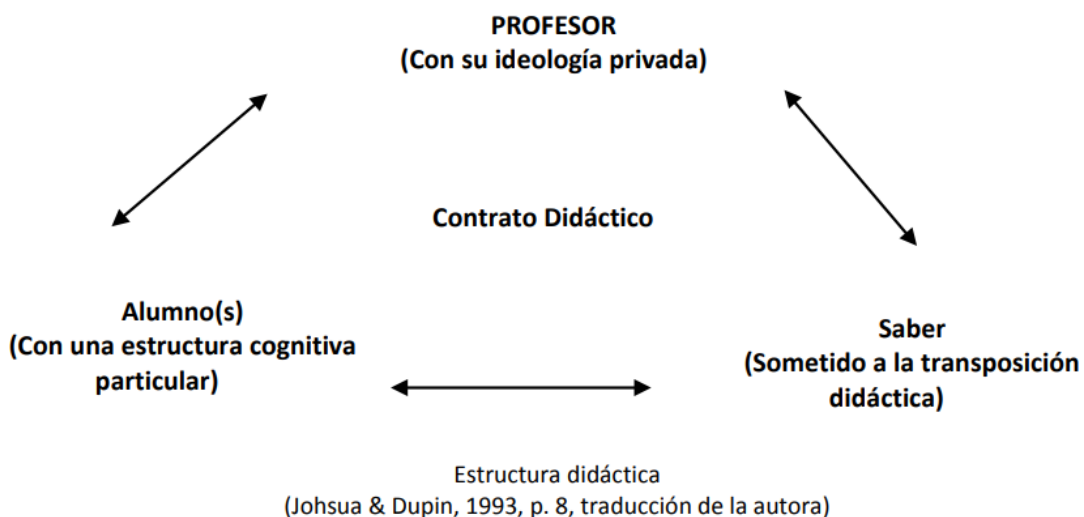 PROFESOR
(Con su ideología privada)
Contrato Didáctico
Alumno(s)
(Con una estructura cognitiva
particular)
Saber
(Sometido a la transposición
didáctica)
Estructura didáctica
(Johsua & Dupin, 1993, p. 8, traducción de la autora)